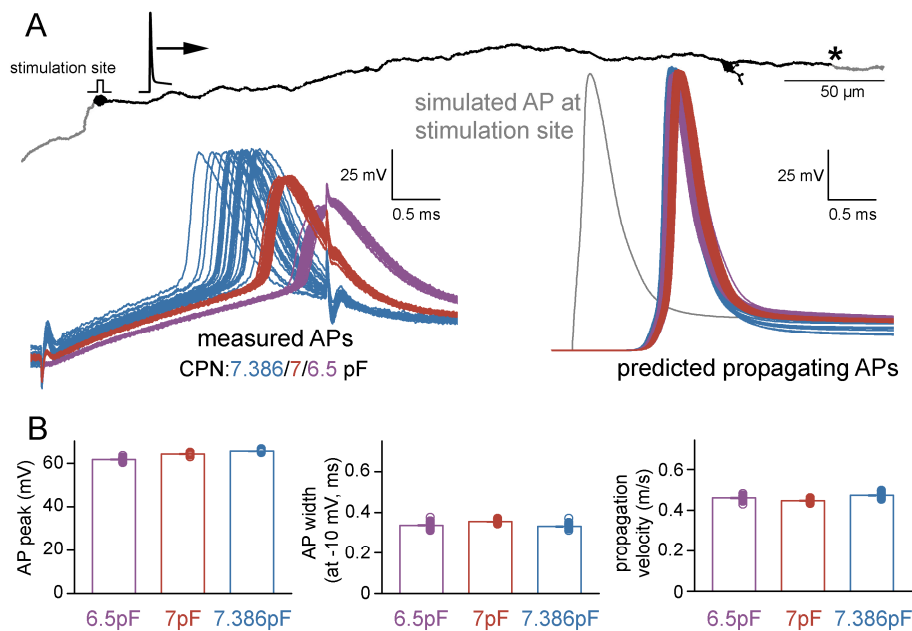 A
stimulation site
*
50 µm
simulated AP at
stimulation site
25 mV
0.5 ms
25 mV
0.5 ms
measured APs
CPN:7.386/7/6.5 pF
predicted propagating APs
B
AP peak (mV)
60
40
20
0
6.5pF
7pF
7.386pF
AP width
(at -10 mV, ms)
0.6
0.4
0.2
0
6.5pF
7pF
7.386pF
propagation
velocity (m/s)
0.6
0.4
0.2
0
6.5pF
7pF
7.386pF